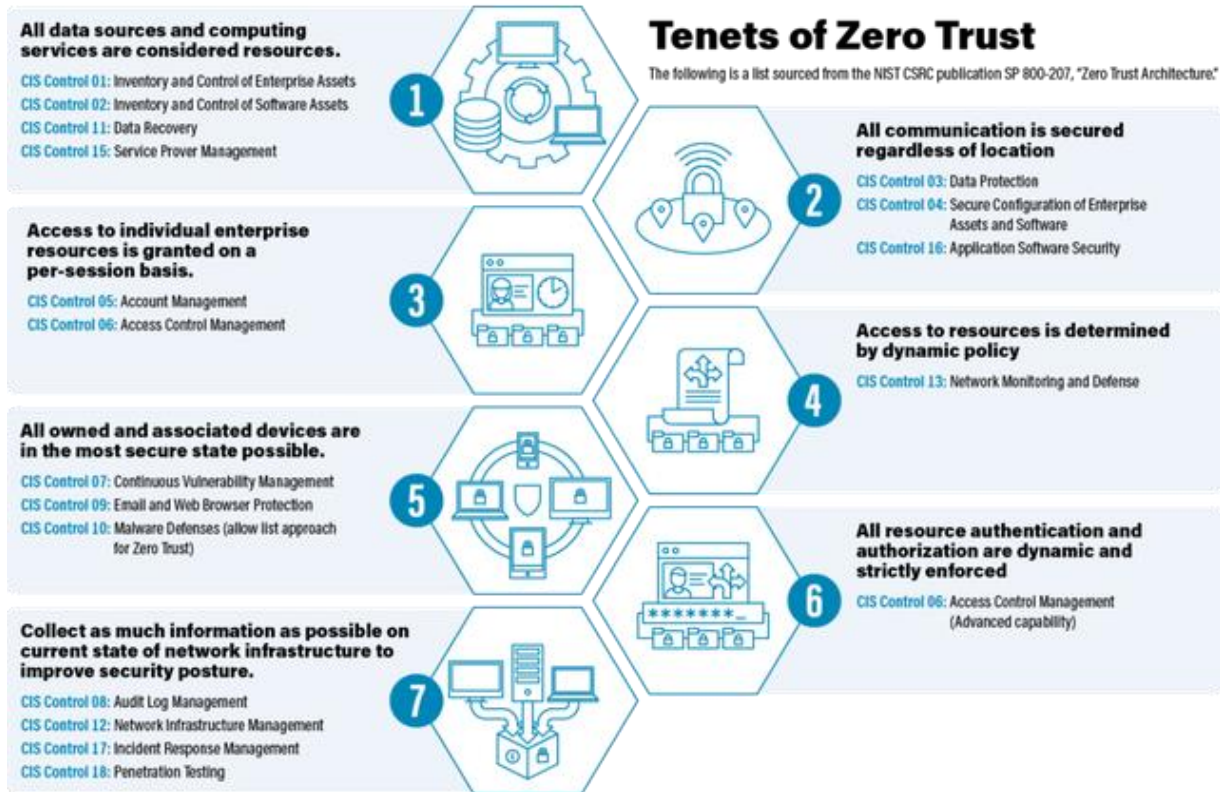 Tenets of Zero Trust
The following is a list sourced from the NIST CSRC publication SP 800-207, "Zero Trust Architecture."
All data sources and computing
services are considered resources.
CIS Control 01: Inventory and Control of Enterprise Assets
CIS Control 02: Inventory and Control of Software Assets
CIS Control 11: Data Recovery
CIS Control 15: Service Prover Management
1
All communication is secured
regardless of location
CIS Control 03: Data Protection
CIS Control 04: Secure Configuration of Enterprise
Assets and Software
CIS Control 16: Application Software Security
2
Access to individual enterprise
resources is granted on a
per-session basis.
CIS Control 05: Account Management
CIS Control 06: Access Control Management
3
Access to resources is determined
by dynamic policy
CIS Control 13: Network Monitoring and Defense
4
All owned and associated devices are
in the most secure state possible.
CIS Control 07: Continuous Vulnerability Management
CIS Control 09: Email and Web Browser Protection
CIS Control 10: Malware Defenses (allow list approach
for Zero Trust)
5
All resource authentication and
authorization are dynamic and
strictly enforced
CIS Control 06: Access Control Management
(Advanced capability)
6
*******_
Collect as much information as possible on
current state of network infrastructure to
improve security posture.
CIS Control 08: Audit Log Management
CIS Control 12: Network Infrastructure Management
CIS Control 17: Incident Response Management
CIS Control 18: Penetration Testing
7